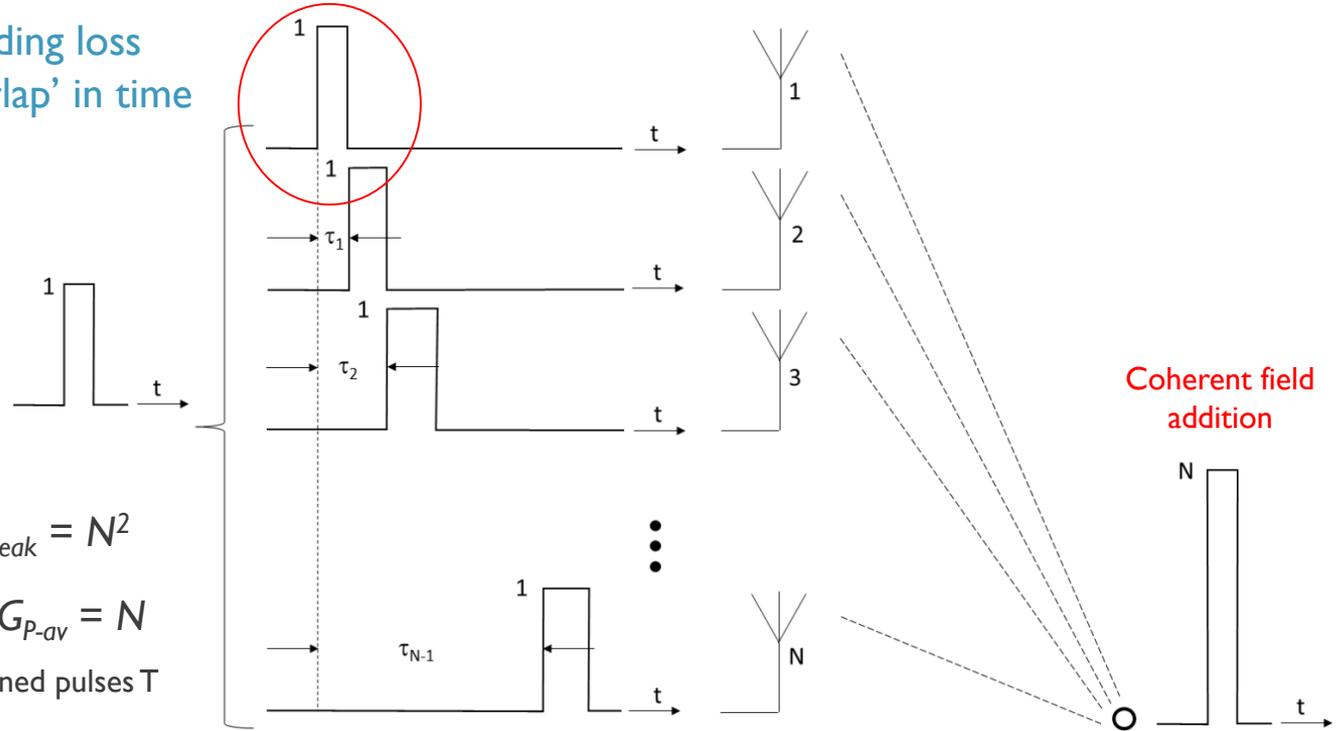 ding loss
lap’ in time
1
t
1
1
τ1
t
2
1
t
1
τ2
t
3
Coherent field
addition
N
eak = N²
1
GP-av = N
τN-1
N
ned pulses T
t
t